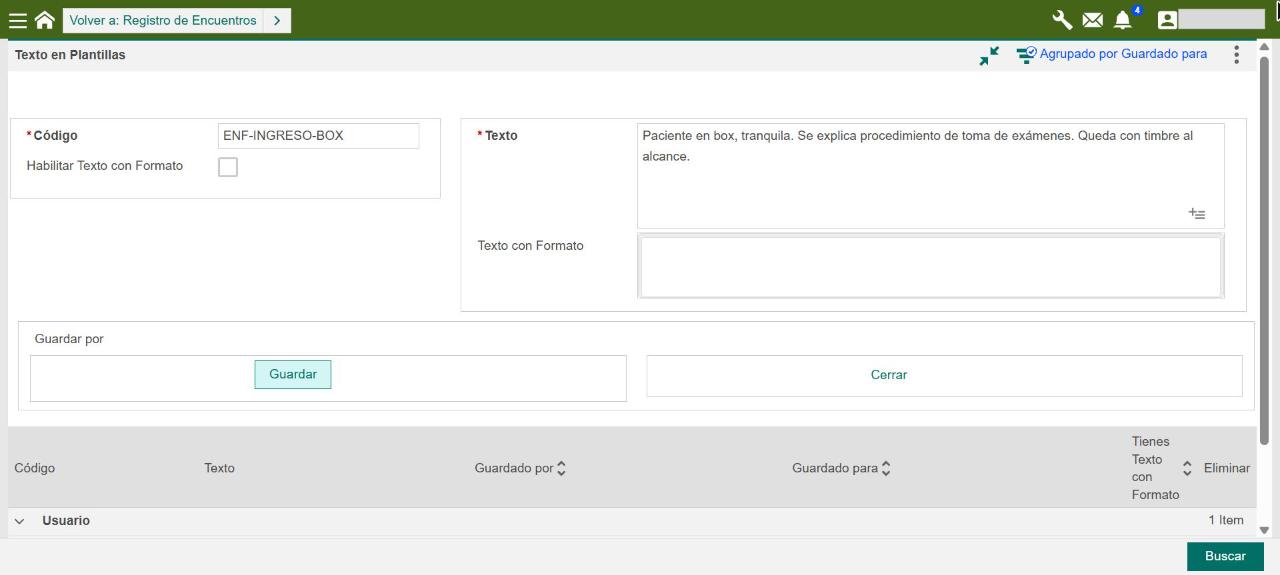 Volver a: Registro de Encuentros
4
Texto en Plantillas
Agrupado por Guardado para
*Código
ENF-INGRESO-BOX
Habilitar Texto con Formato
*Texto
Paciente en box, tranquila. Se explica procedimiento de toma de exámenes. Queda con timbre al
alcance.
Texto con Formato
Guardar por
Guardar
Cerrar
Código
Texto
Guardado por
Guardado para
Tienes
Texto
con
Formato
Eliminar
Usuario
1 Item
Buscar